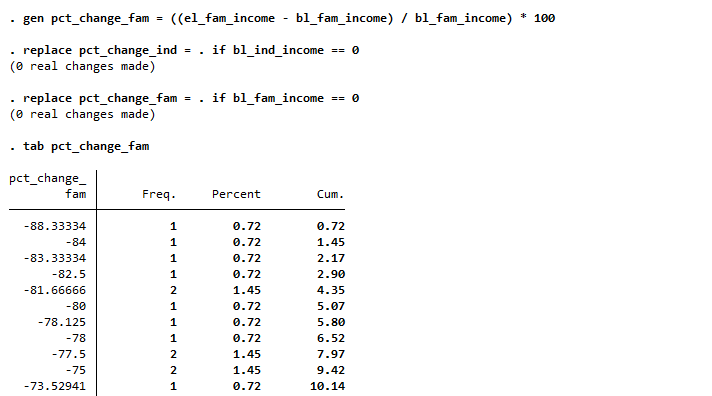 . gen pct_change_fam = ((el_fam_income - bl_fam_income) / bl_fam_income) * 100
. replace pct_change_ind = . if bl_ind_income == 0
(0 real changes made)
. replace pct_change_fam = . if bl_fam_income == 0
(0 real changes made)
. tab pct_change_fam
pct_change_
fam Freq. Percent Cum.
-88.33334 1 0.72 0.72
-84 1 0.72 1.45
-83.33334 1 0.72 2.17
-82.5 1 0.72 2.90
-81.66666 2 1.45 4.35
-80 1 0.72 5.07
-78.125 1 0.72 5.80
-78 1 0.72 6.52
-77.5 2 1.45 7.97
-75 2 1.45 9.42
-73.52941 1 0.72 10.14